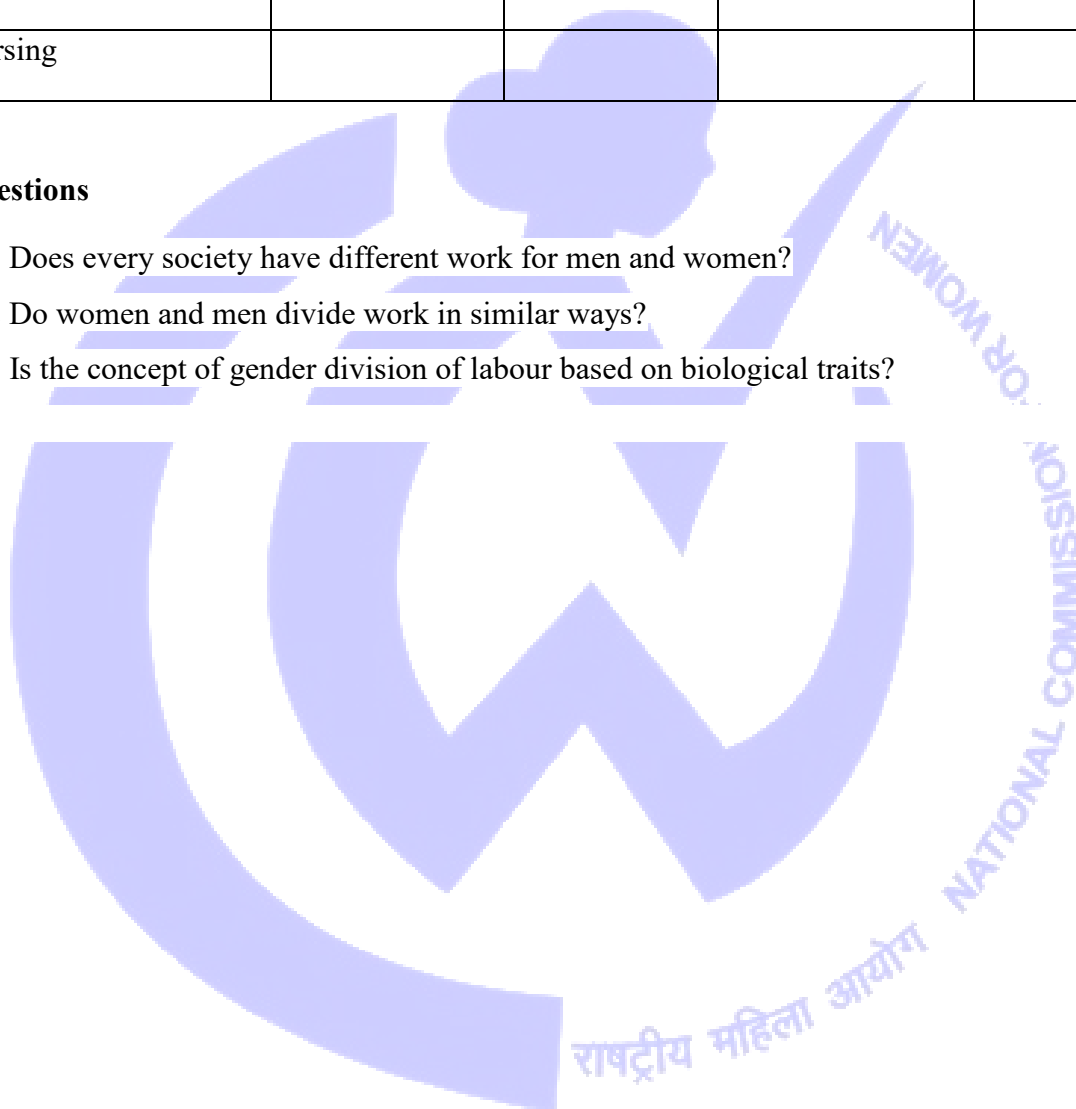 rsing
estions
Does every society have different work for men and women?
Do women and men divide work in similar ways?
Is the concept of gender division of labour based on biological traits?
राषट्रीय महिला आयोग NATIONAL COMMISSION FOR WOMEN